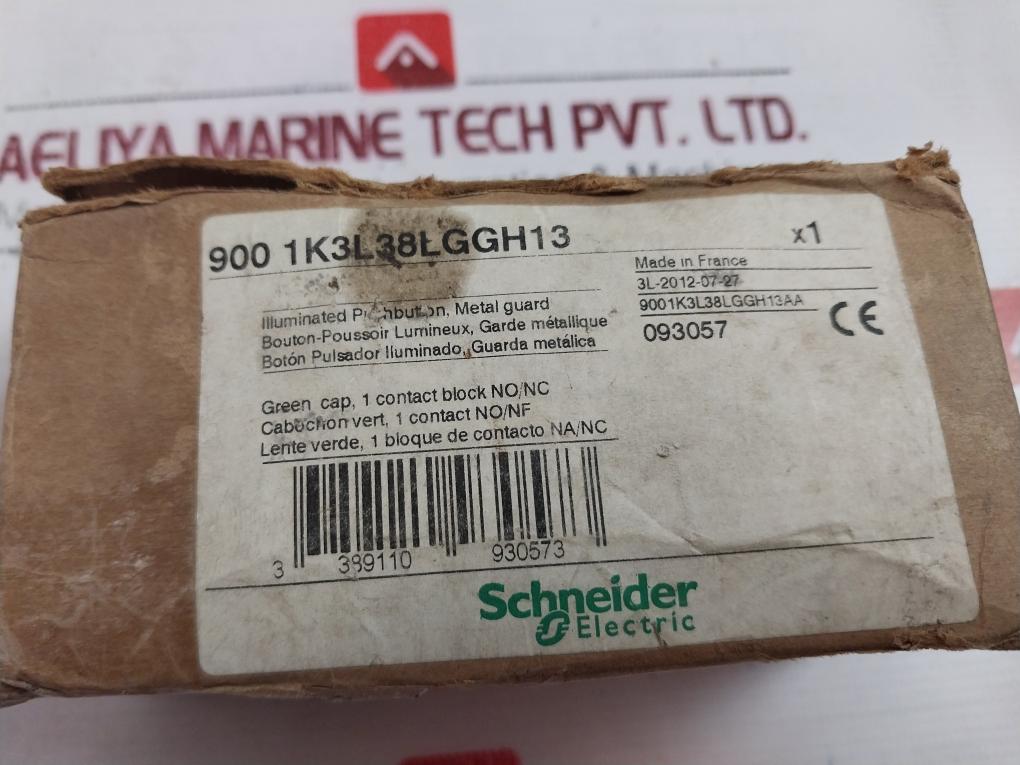 AELIYA MARINE TECH PVT. LTD.
900 1K3L38LGGH13
x1
Made in France
3L-2012-07-27
9001K3L38LGGH13AA
093057
CE
Illuminated Pushbutton, Metal guard
Bouton-Poussoir Lumineux, Garde métallique
Botón Pulsador Iluminado, Guarda metálica
Green cap, 1 contact block NO/NC
Cabochon vert, 1 contact NO/NF
Lente verde, 1 bloque de contacto NA/NC
3 389110 930573
Schneider
Electric